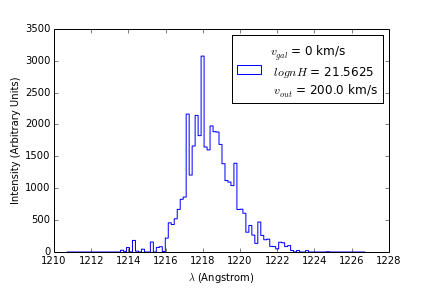 3500
3000
2500
2000
1500
1000
500
0
Intensity (Arbitrary Units)
v_gal = 0 km/s
lognH = 21.5625
v_out = 200.0 km/s
1210 1212 1214 1216 1218 1220 1222 1224 1226 1228
λ (Angstrom)